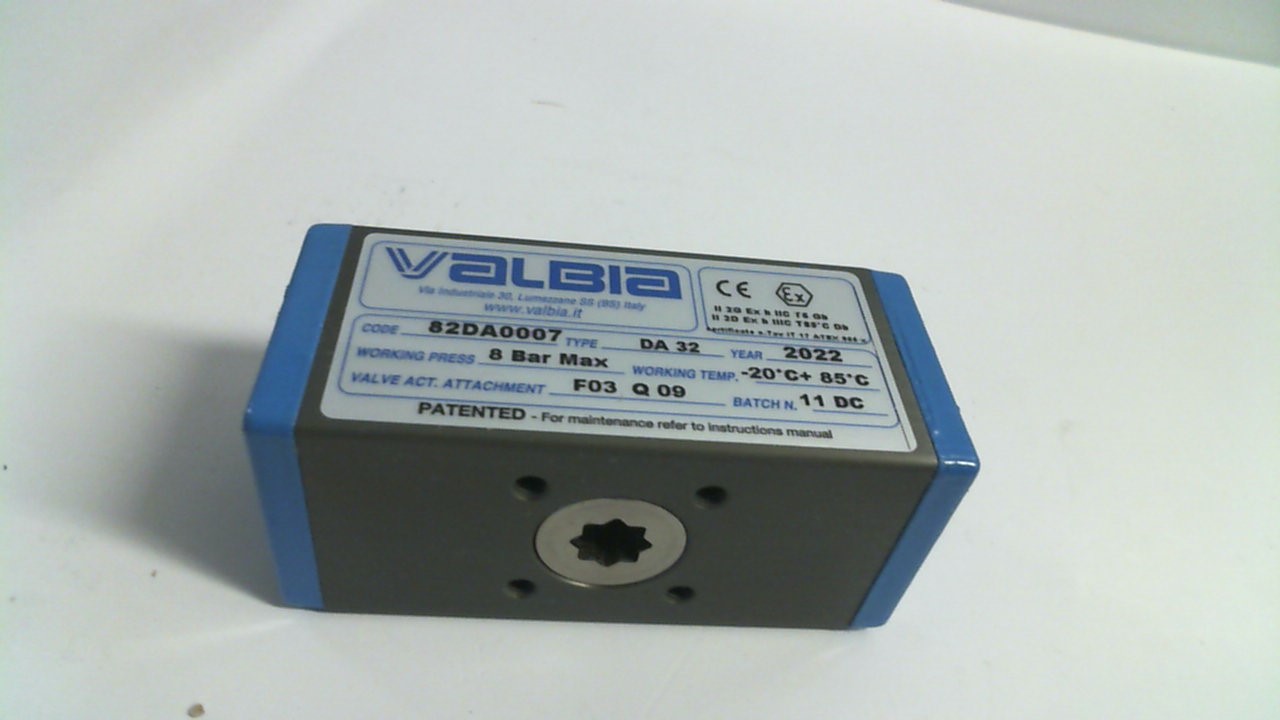 VALBIA
Via Industriale 30, Lumezzane SS (BS) Italy
www.valbia.it
CE Ex
II 2G Ex h IIC T6 Gb
II 2D Ex h IIIC T85°C Db
CODE 82DA0007 TYPE DA 32 YEAR 2022
WORKING PRESS 8 Bar Max WORKING TEMP. -20°C+ 85°C
VALVE ACT. ATTACHMENT F03 Q 09 BATCH N. 11 DC
PATENTED - For maintenance refer to instructions manual